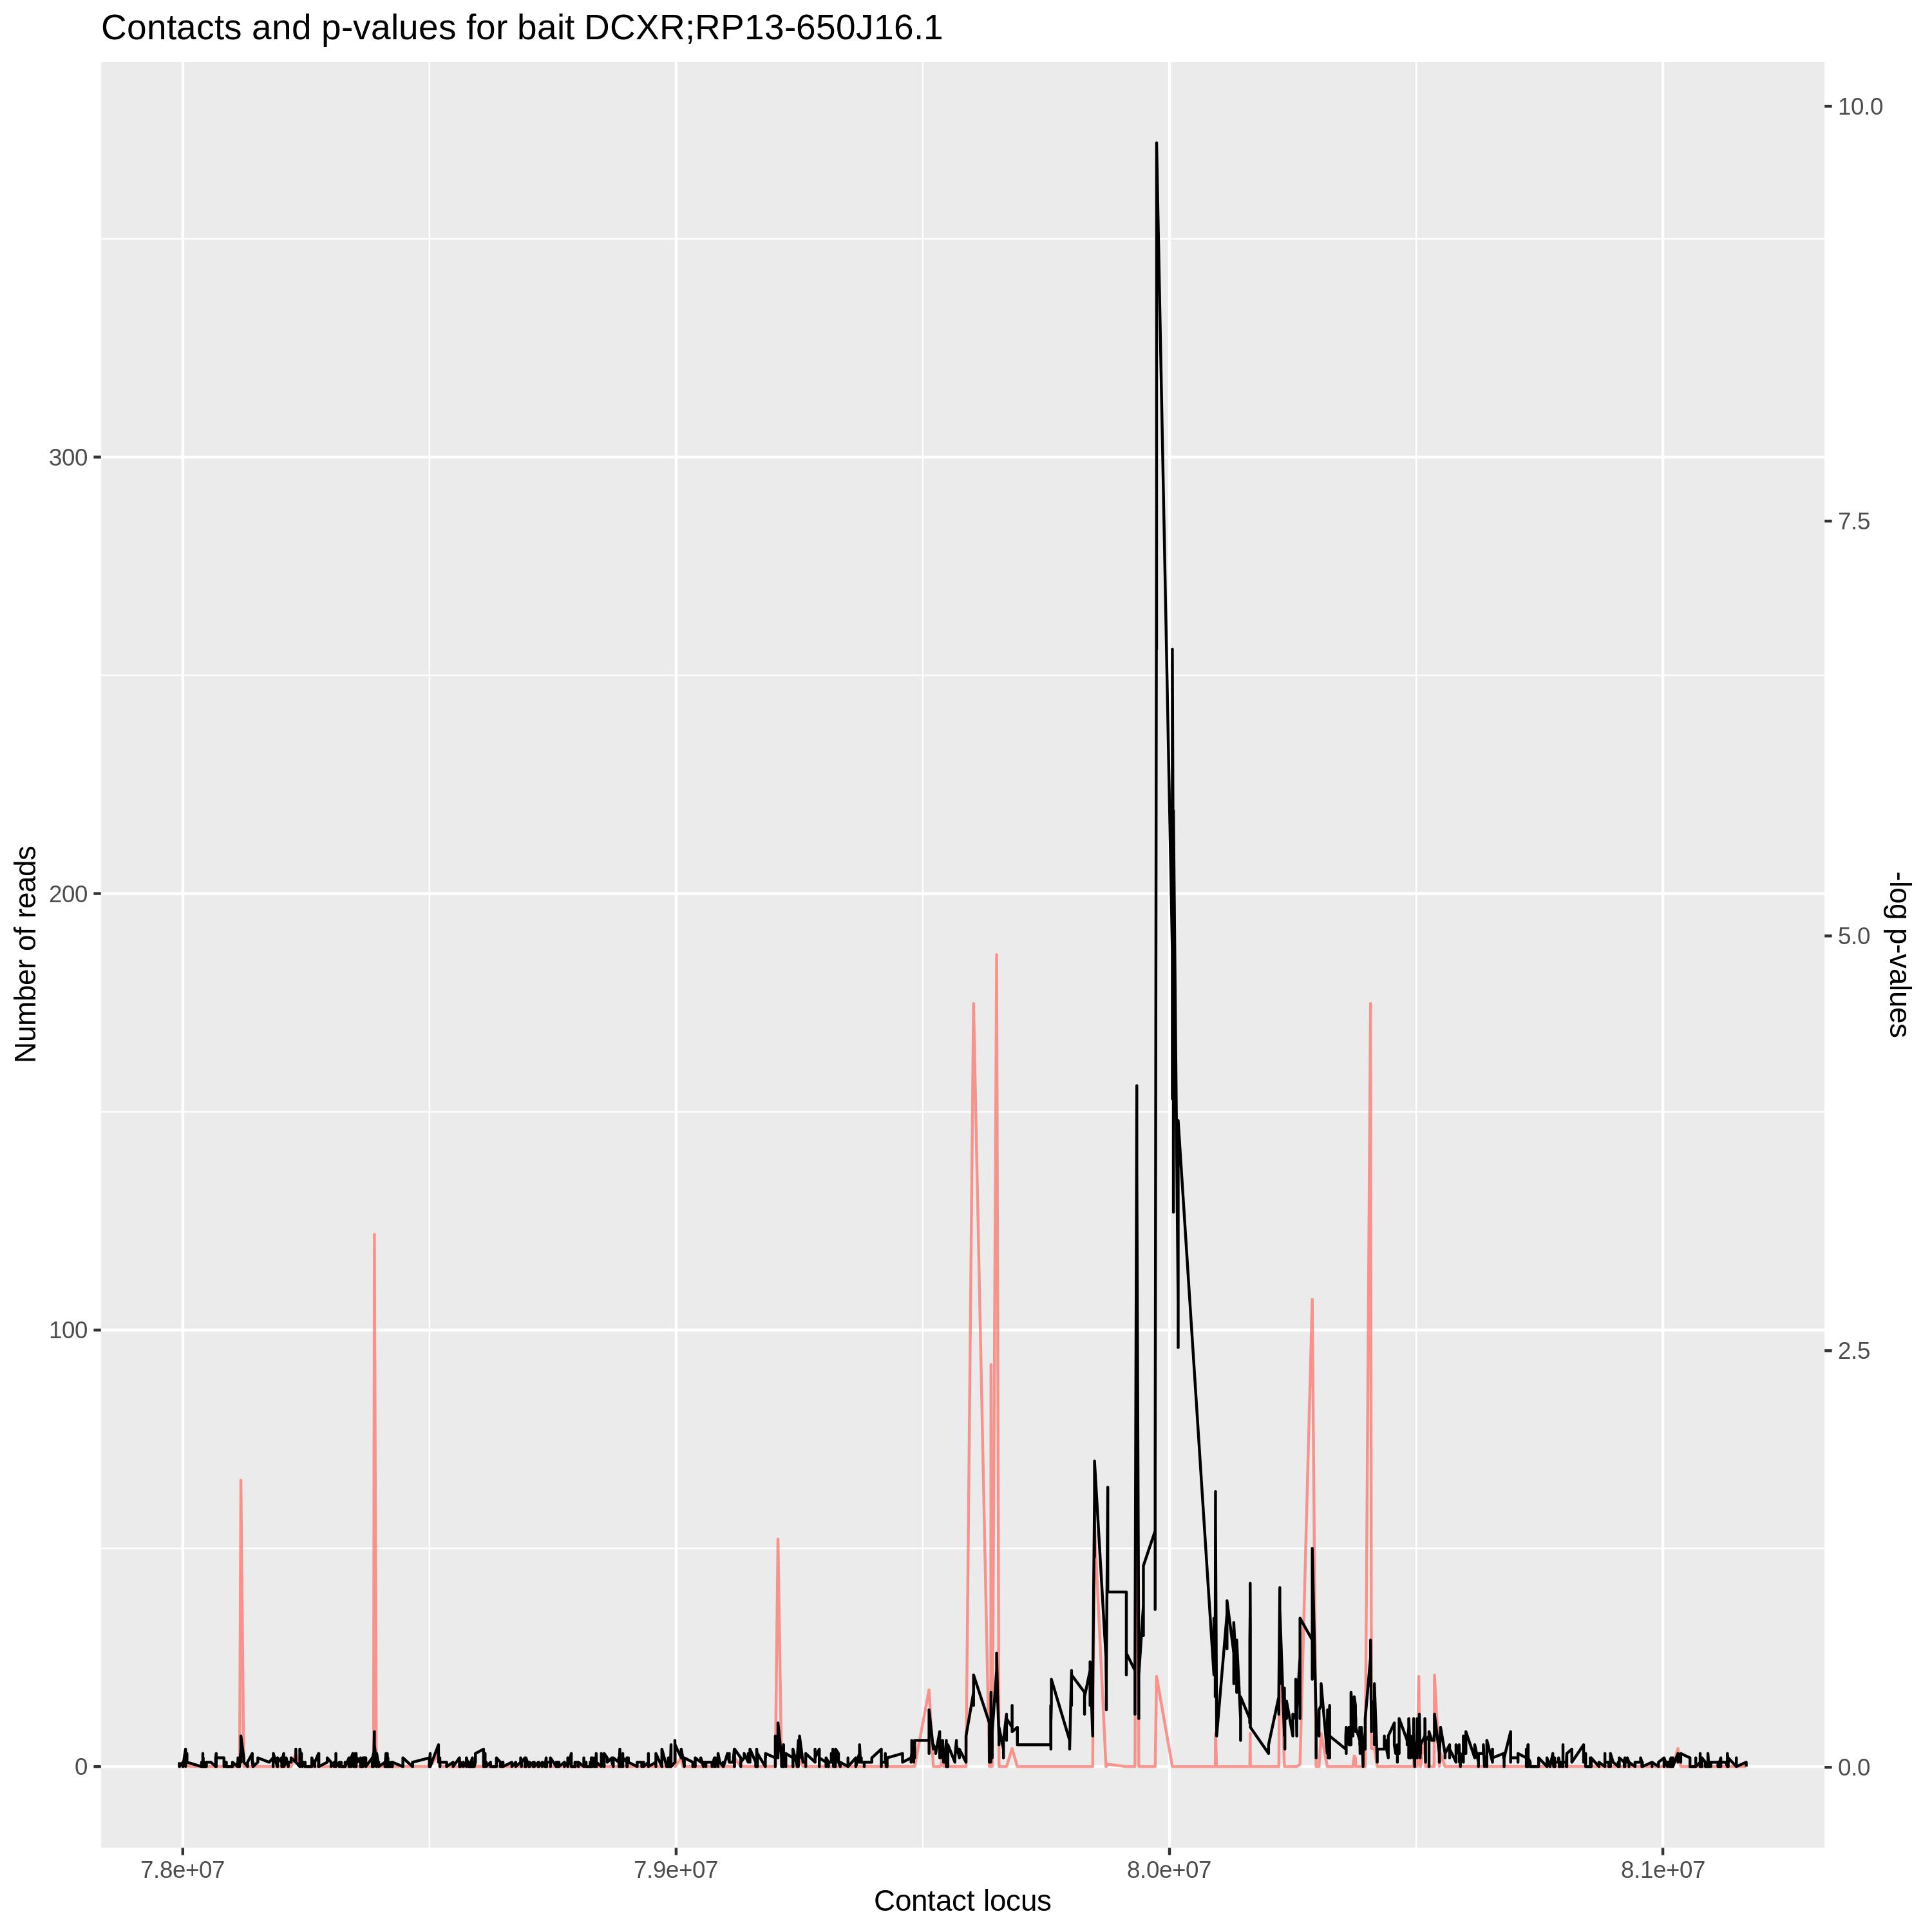 Contacts and p-values for bait DCXR;RP13-650J16.1
10.0
7.5
300
5.0
200
Number of reads
-log p-values
2.5
100
0
0.0
7.8e+07 7.9e+07 8.0e+07 8.1e+07
Contact locus